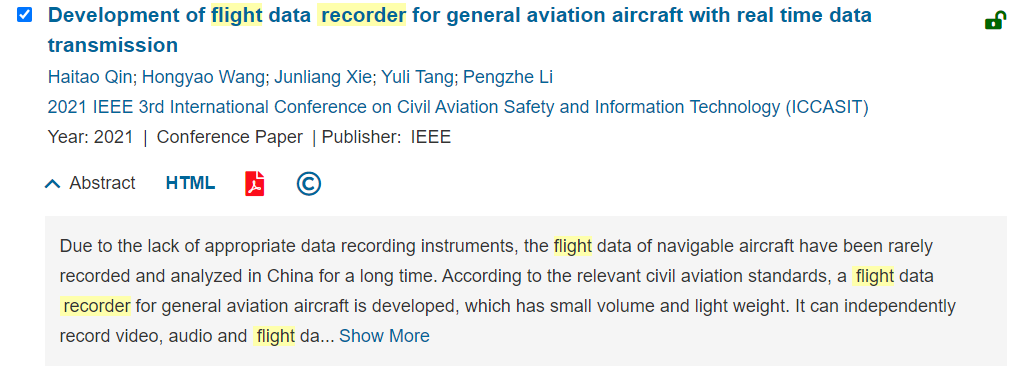 Development of flight data recorder for general aviation aircraft with real time data
transmission
Haitao Qin; Hongyao Wang; Junliang Xie; Yuli Tang; Pengzhe Li
2021 IEEE 3rd International Conference on Civil Aviation Safety and Information Technology (ICCASIT)
Year: 2021 | Conference Paper | Publisher: IEEE
Abstract HTML ©
Due to the lack of appropriate data recording instruments, the flight data of navigable aircraft have been rarely
recorded and analyzed in China for a long time. According to the relevant civil aviation standards, a flight data
recorder for general aviation aircraft is developed, which has small volume and light weight. It can independently
record video, audio and flight da... Show More